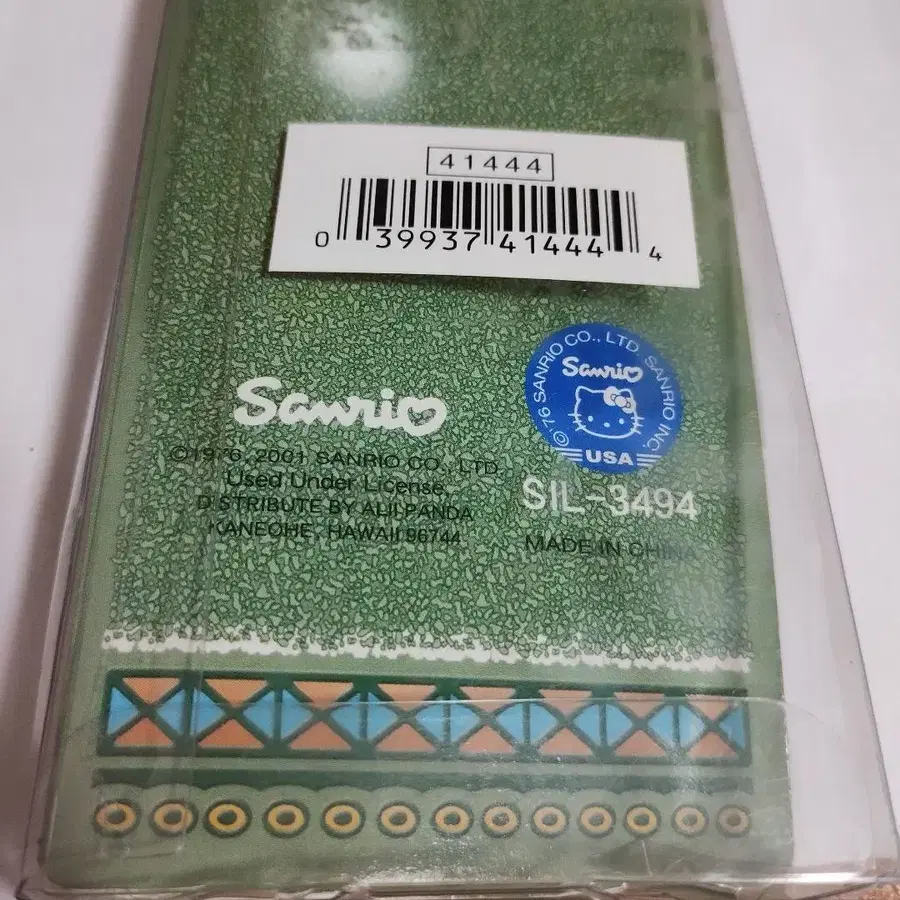 41444
0 39937 41444 4
Sanrio
©1976, 2001 SANRIO CO., LTD.
Used Under License.
DISTRIBUTE BY ALII PANDA
KANEOHE, HAWAII 96744
©'76 SANRIO CO., LTD. SANRIO INC.
Sanrio
USA
SIL-3494
MADE IN CHINA